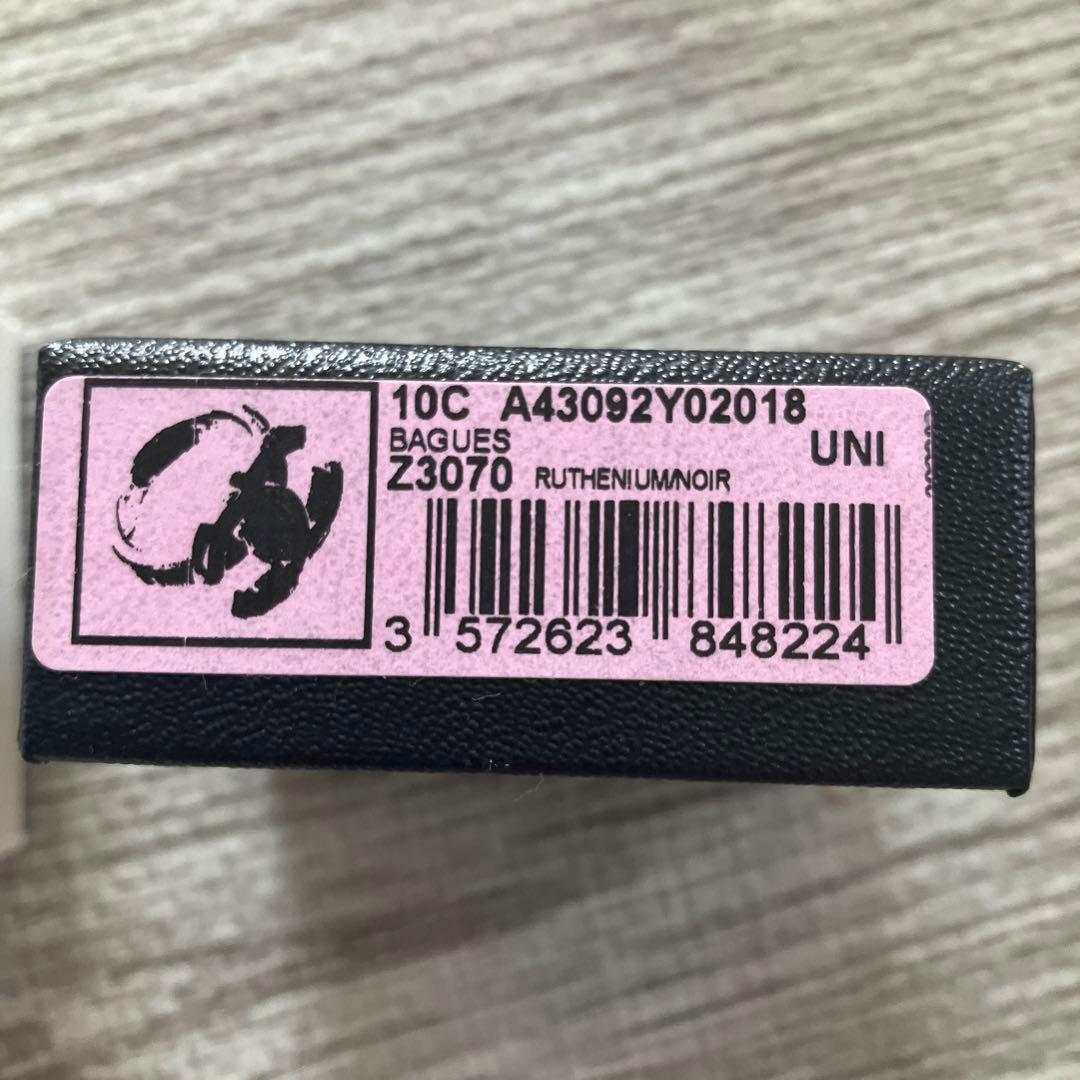 10C A43092Y02018
BAGUES
UNI
Z3070 RUTHENIUM/NOIR
3 572623 848224